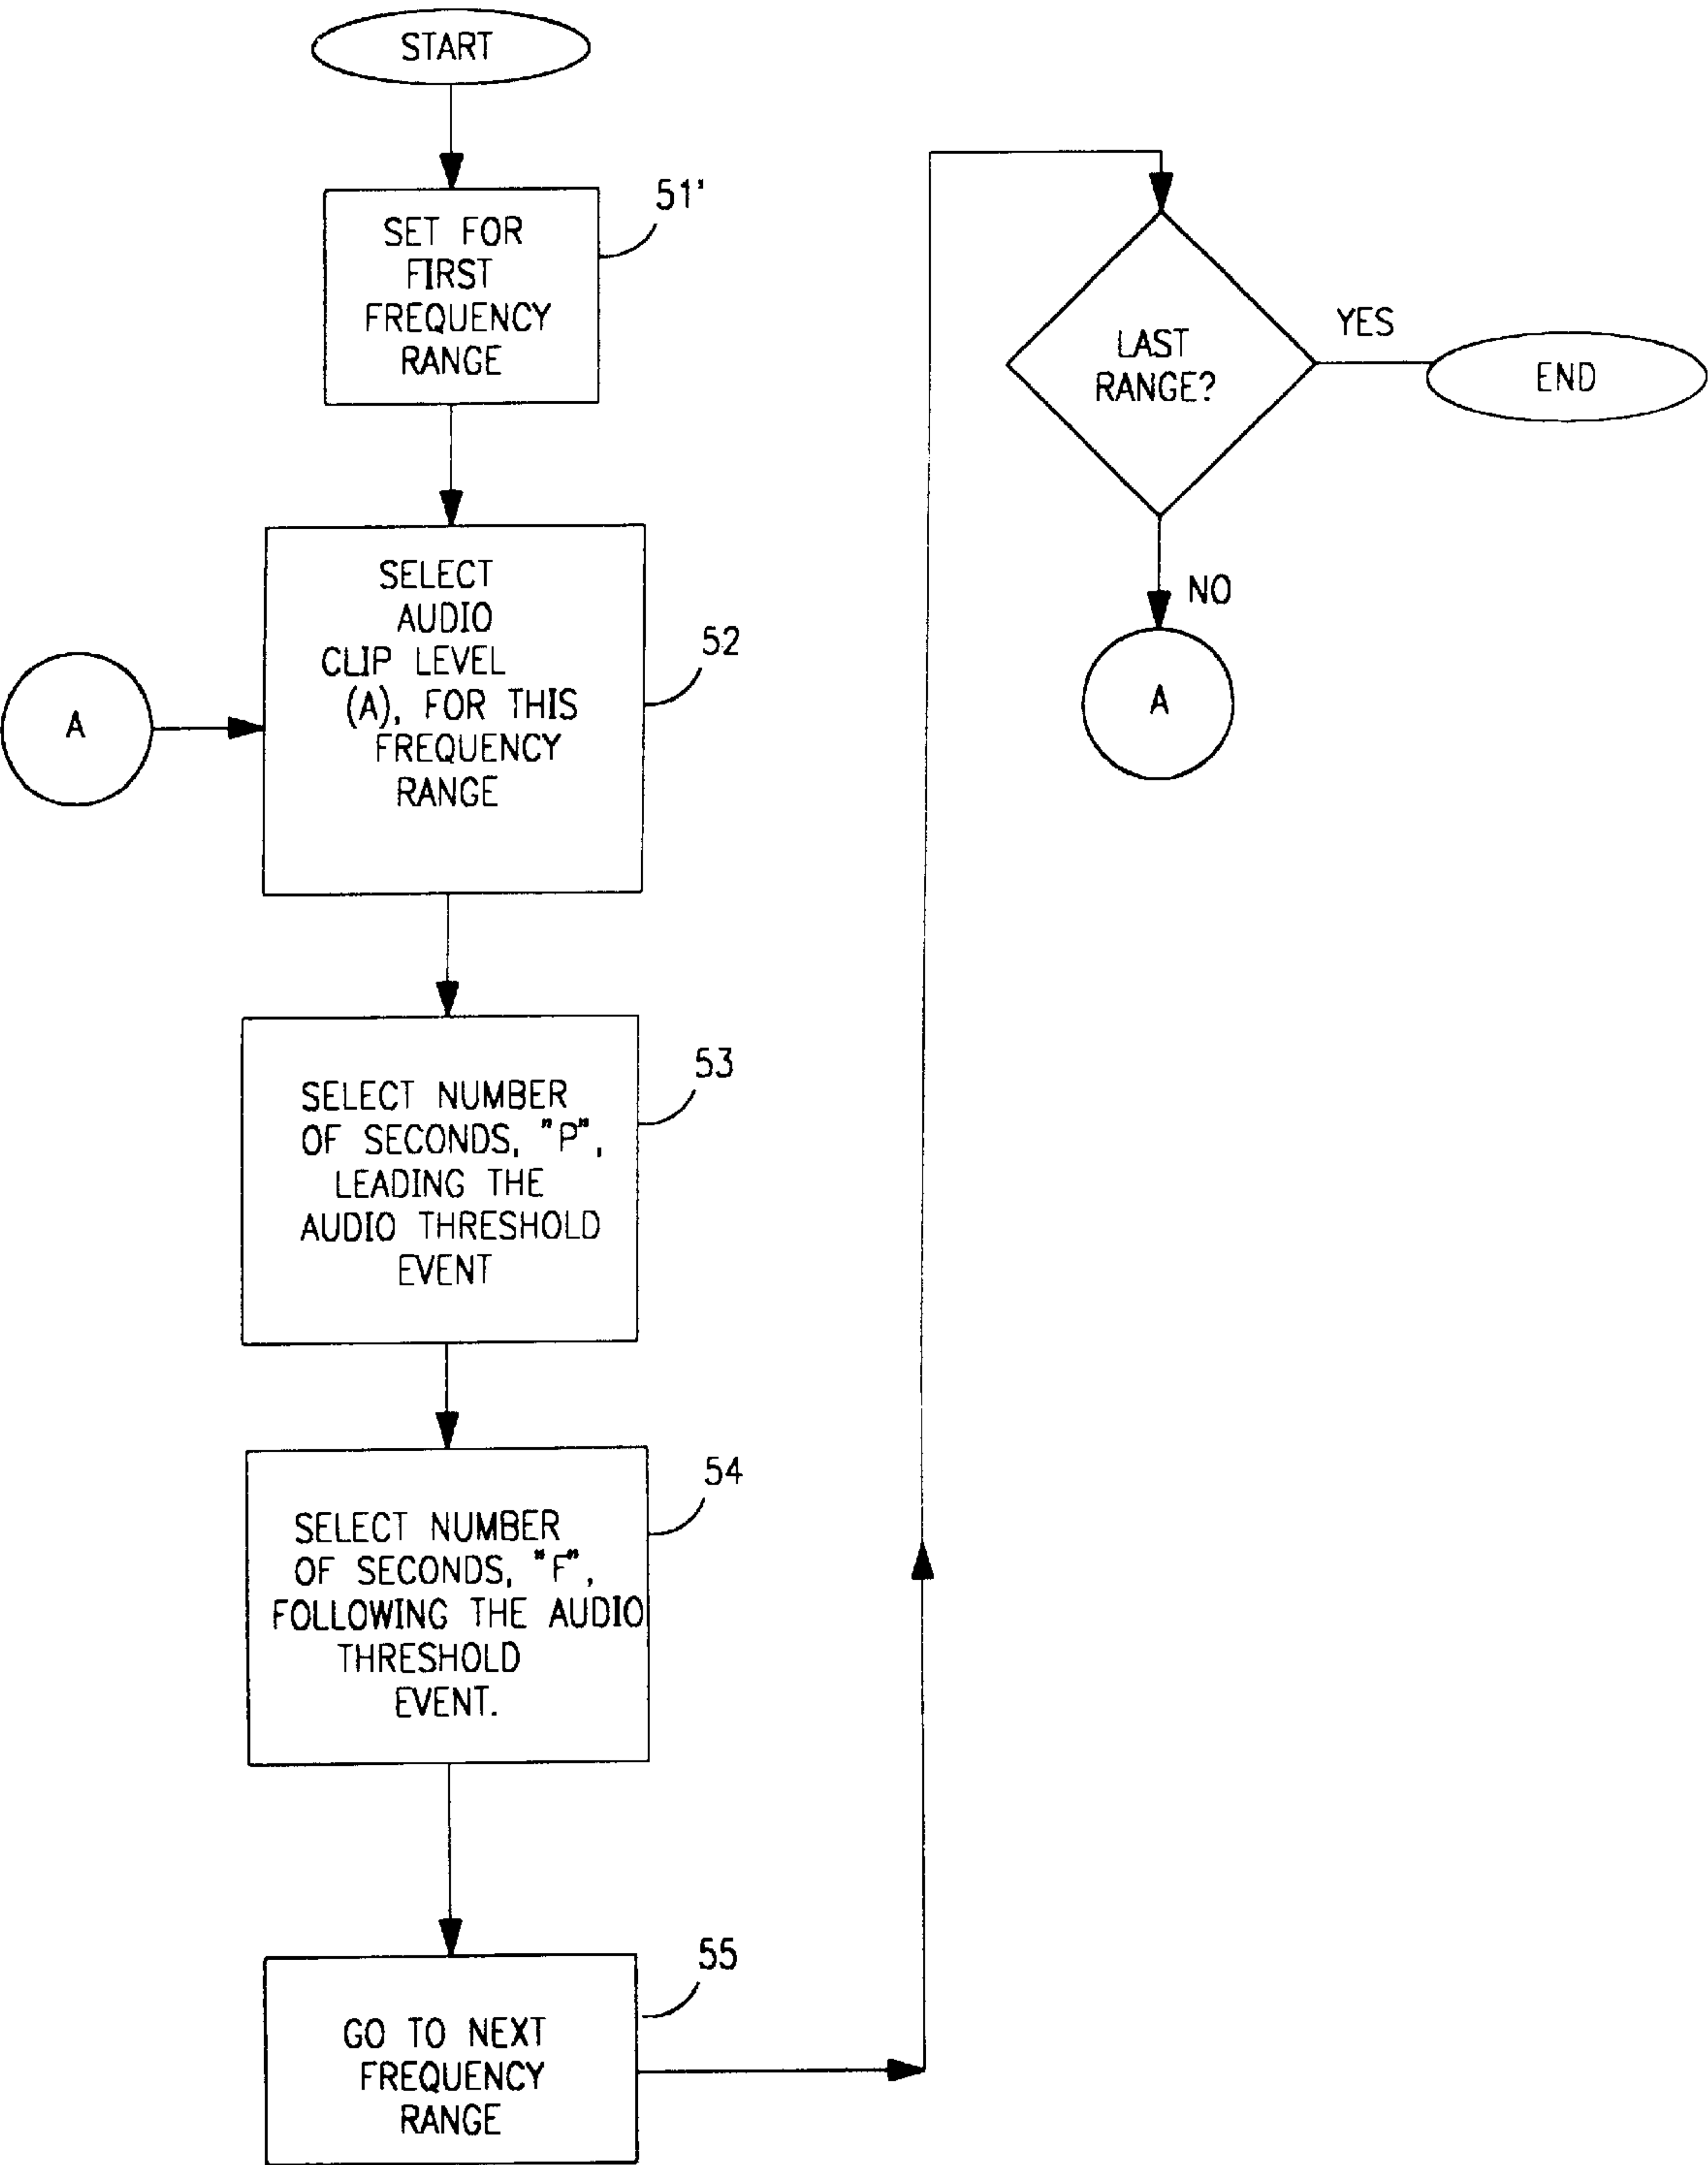 START
51'
SET FOR
FIRST
FREQUENCY
RANGE
SELECT
AUDIO
CLIP LEVEL
(A), FOR THIS
FREQUENCY
RANGE
52
A
53
SELECT NUMBER
OF SECONDS, "P",
LEADING THE
AUDIO THRESHOLD
EVENT
54
SELECT NUMBER
OF SECONDS, "F",
FOLLOWING THE AUDIO
THRESHOLD
EVENT.
55
GO TO NEXT
FREQUENCY
RANGE
LAST
RANGE?
YES
END
NO
A